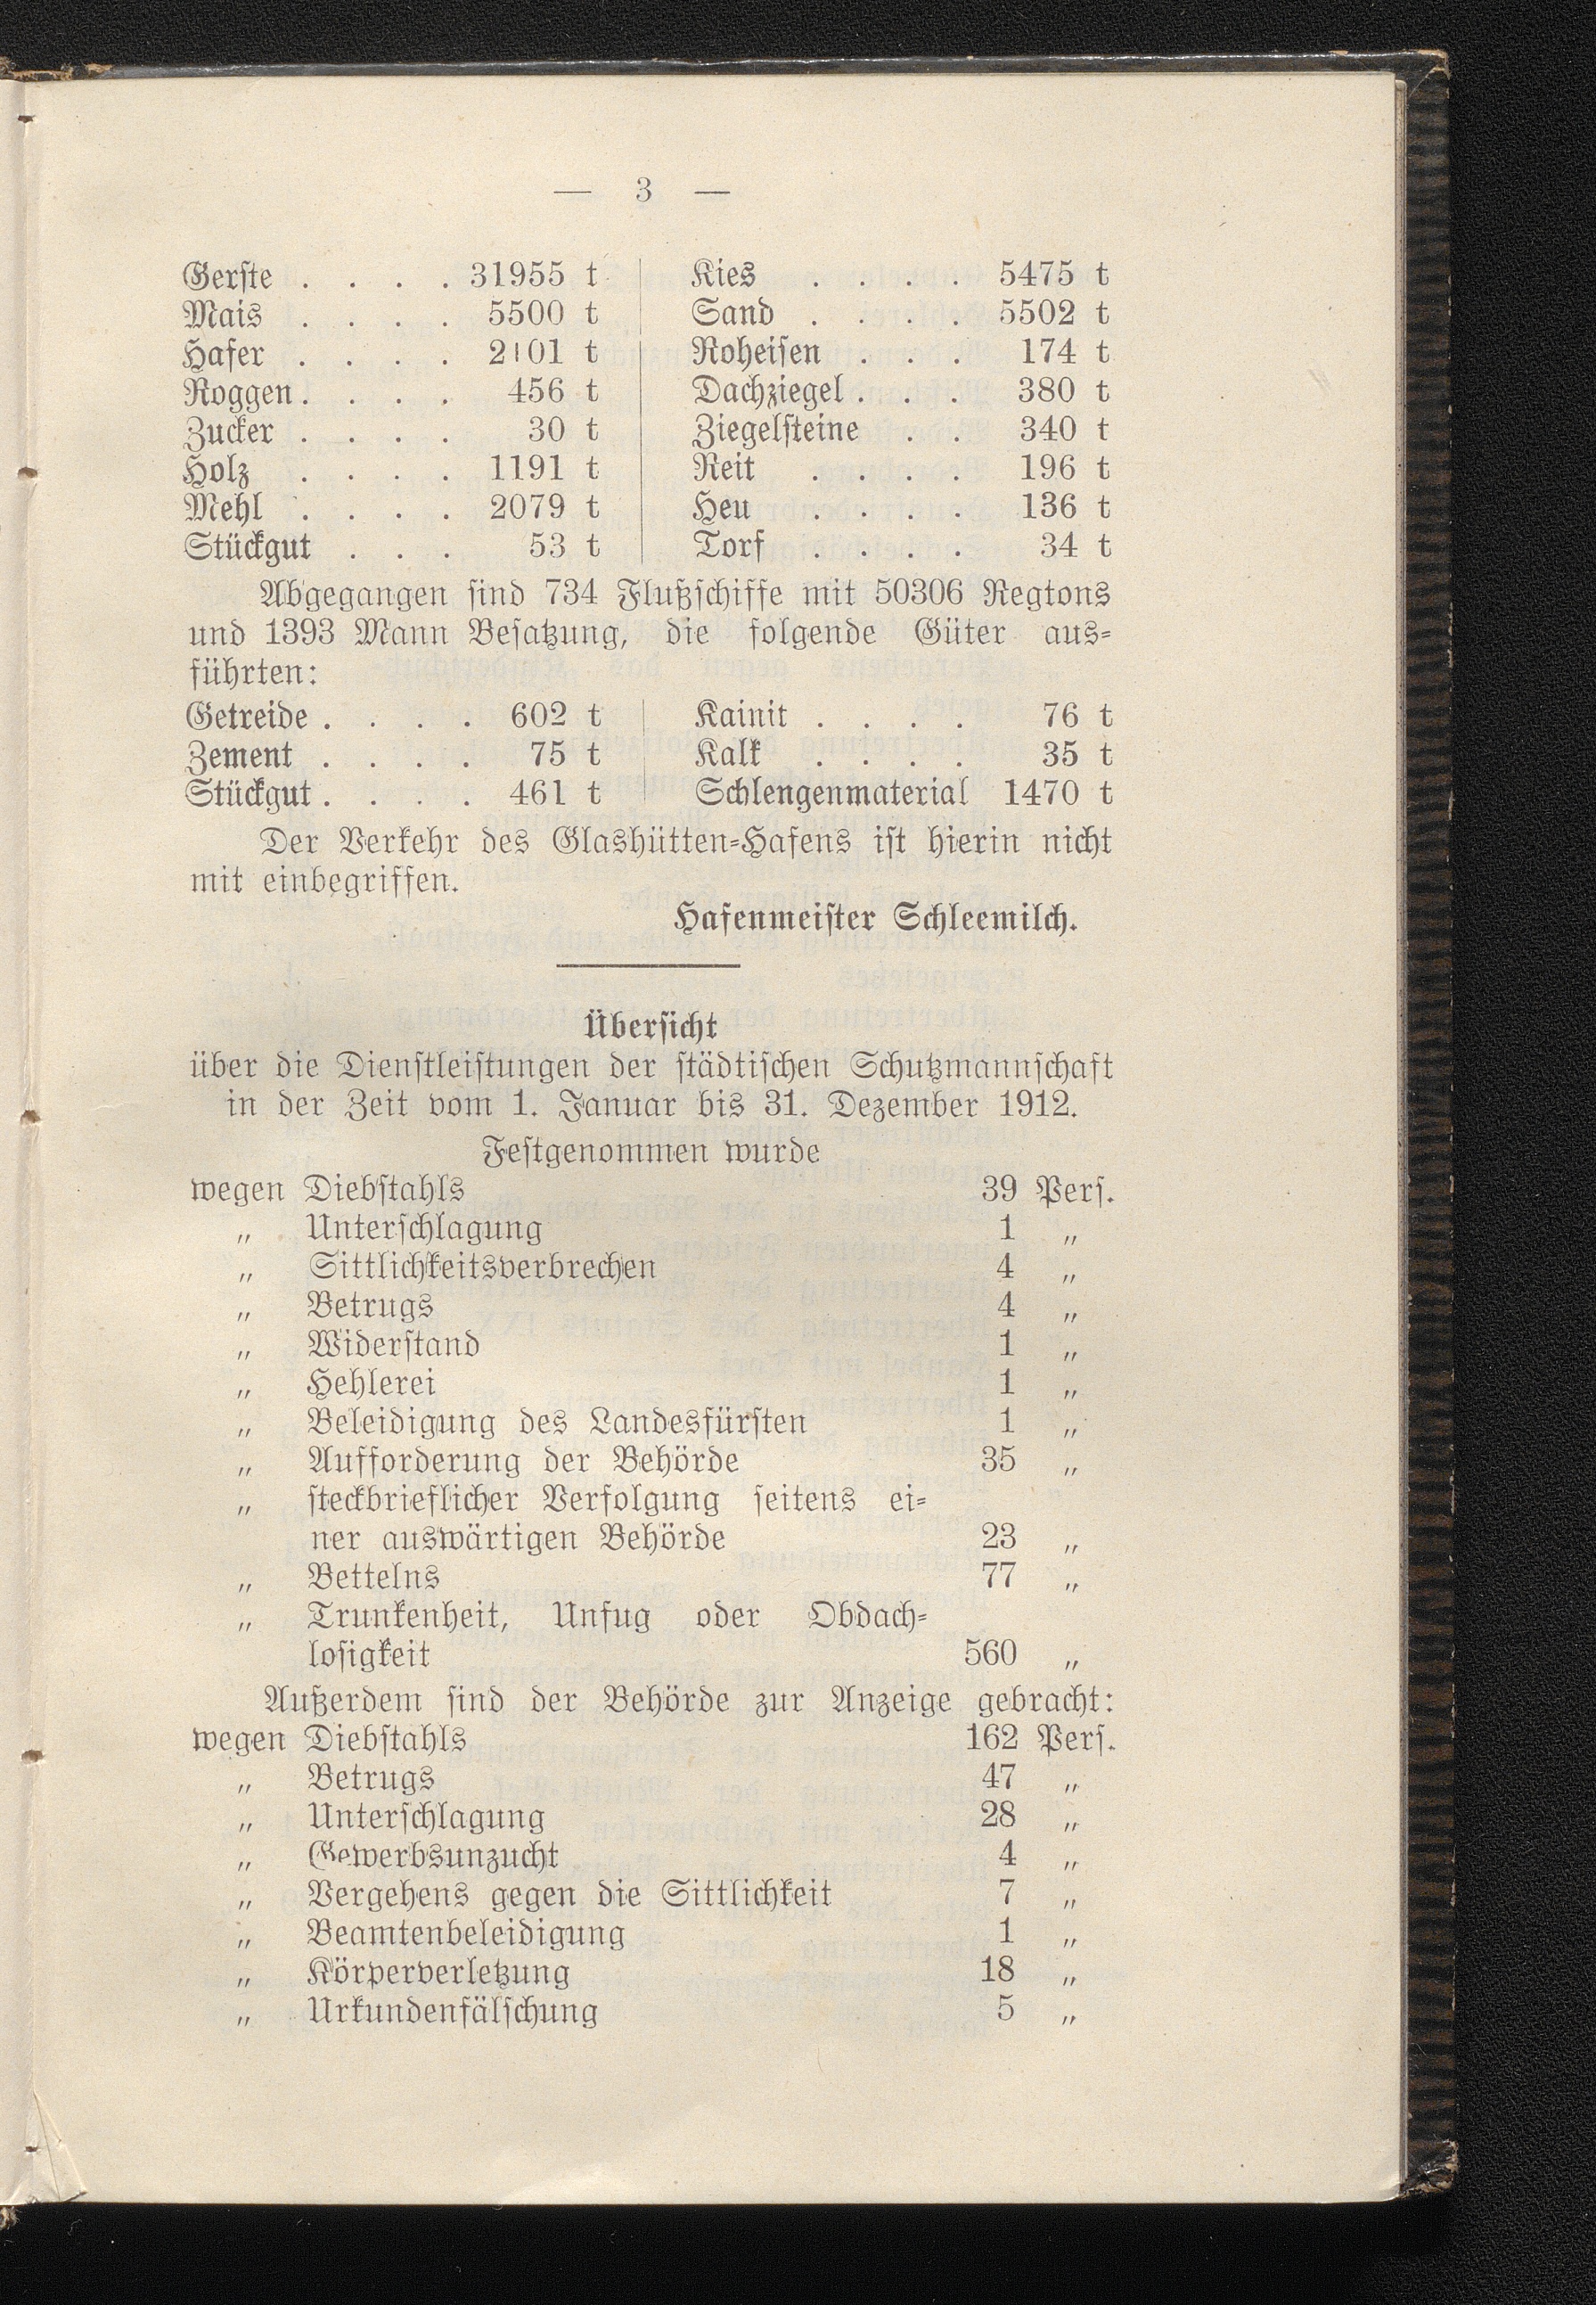 — 3 —
Gerste . . . . 31955 t Kies . . . . 5475 t
Mais . . . . 5500 t Sand . . . . 5502 t
Hafer . . . . 2101 t Roheisen . . . 174 t
Roggen . . . . 456 t Dachziegel . . . 380 t
Zucker . . . . 30 t Ziegelsteine . . 340 t
Holz . . . . 1191 t Reit . . . . 196 t
Mehl . . . . 2079 t Heu . . . . 136 t
Stückgut . . . 53 t Torf . . . . 34 t
Abgegangen sind 734 Flußschiffe mit 50306 Regtons
und 1393 Mann Besatzung, die folgende Güter aus-
führten:
Getreide . . . . 602 t Kainit . . . . 76 t
Zement . . . . 75 t Kalk . . . . 35 t
Stückgut . . . . 461 t Schlengenmaterial 1470 t
Der Verkehr des Glashütten-Hafens ist hierin nicht
mit einbegriffen.
Hafenmeister Schleemilch.
Übersicht
über die Dienstleistungen der städtischen Schutzmannschaft
in der Zeit vom 1. Januar bis 31. Dezember 1912.
Festgenommen wurde
wegen Diebstahls 39 Pers.
„ Unterschlagung 1 „
„ Sittlichkeitsverbrechen 4 „
„ Betrugs 4 „
„ Widerstand 1 „
„ Hehlerei 1 „
„ Beleidigung des Landesfürsten 1 „
„ Aufforderung der Behörde 35 „
„ steckbrieflicher Verfolgung seitens ei-
ner auswärtigen Behörde 23 „
„ Bettelns 77 „
„ Trunkenheit, Unfug oder Obdach-
losigkeit 560 „
Außerdem sind der Behörde zur Anzeige gebracht:
wegen Diebstahls 162 Pers.
„ Betrugs 47 „
„ Unterschlagung 28 „
„ Gewerbsunzucht 4 „
„ Vergehens gegen die Sittlichkeit 7 „
„ Beamtenbeleidigung 1 „
„ Körperverletzung 18 „
„ Urkundenfälschung 5 „